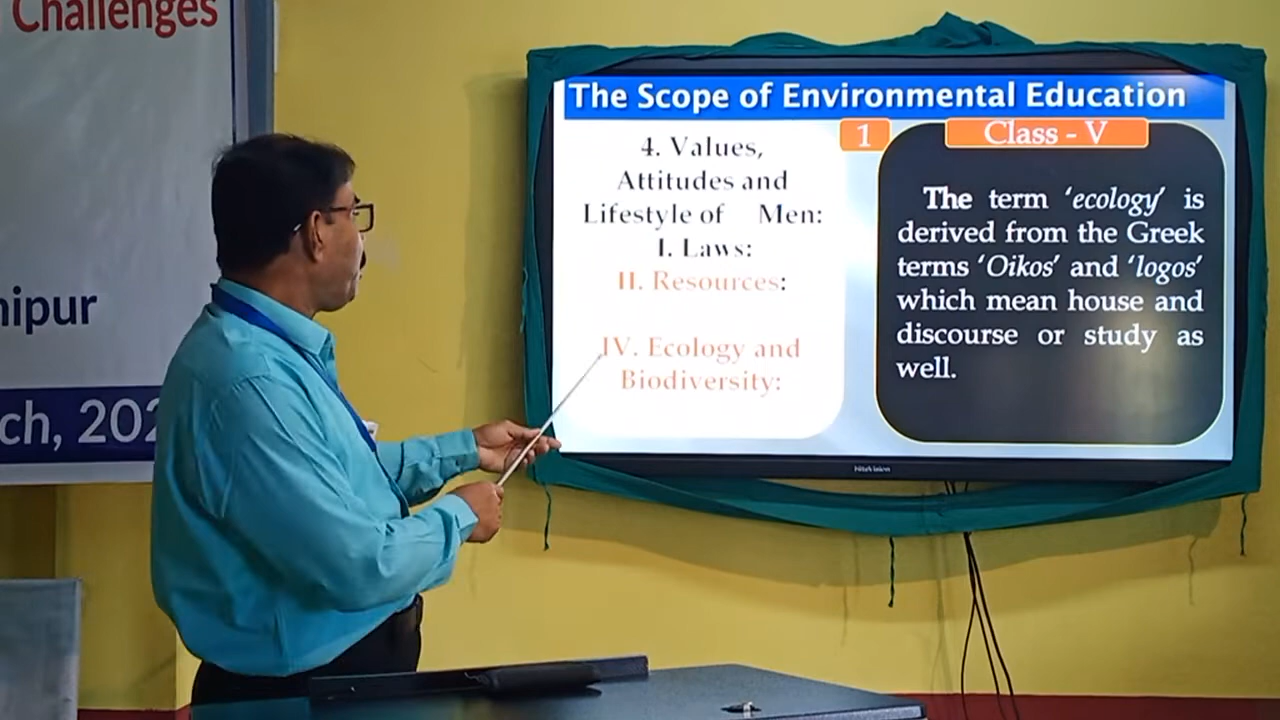 Challenges
nipur
ch, 202
The Scope of Environmental Education
4. Values,
Attitudes and
Lifestyle of Men:
I. Laws:
II. Resources:
IV. Ecology and
Biodiversity:
1
Class - V
The term ‘ecology’ is
derived from the Greek
terms ‘Oikos’ and ‘logos’
which mean house and
discourse or study as
well.